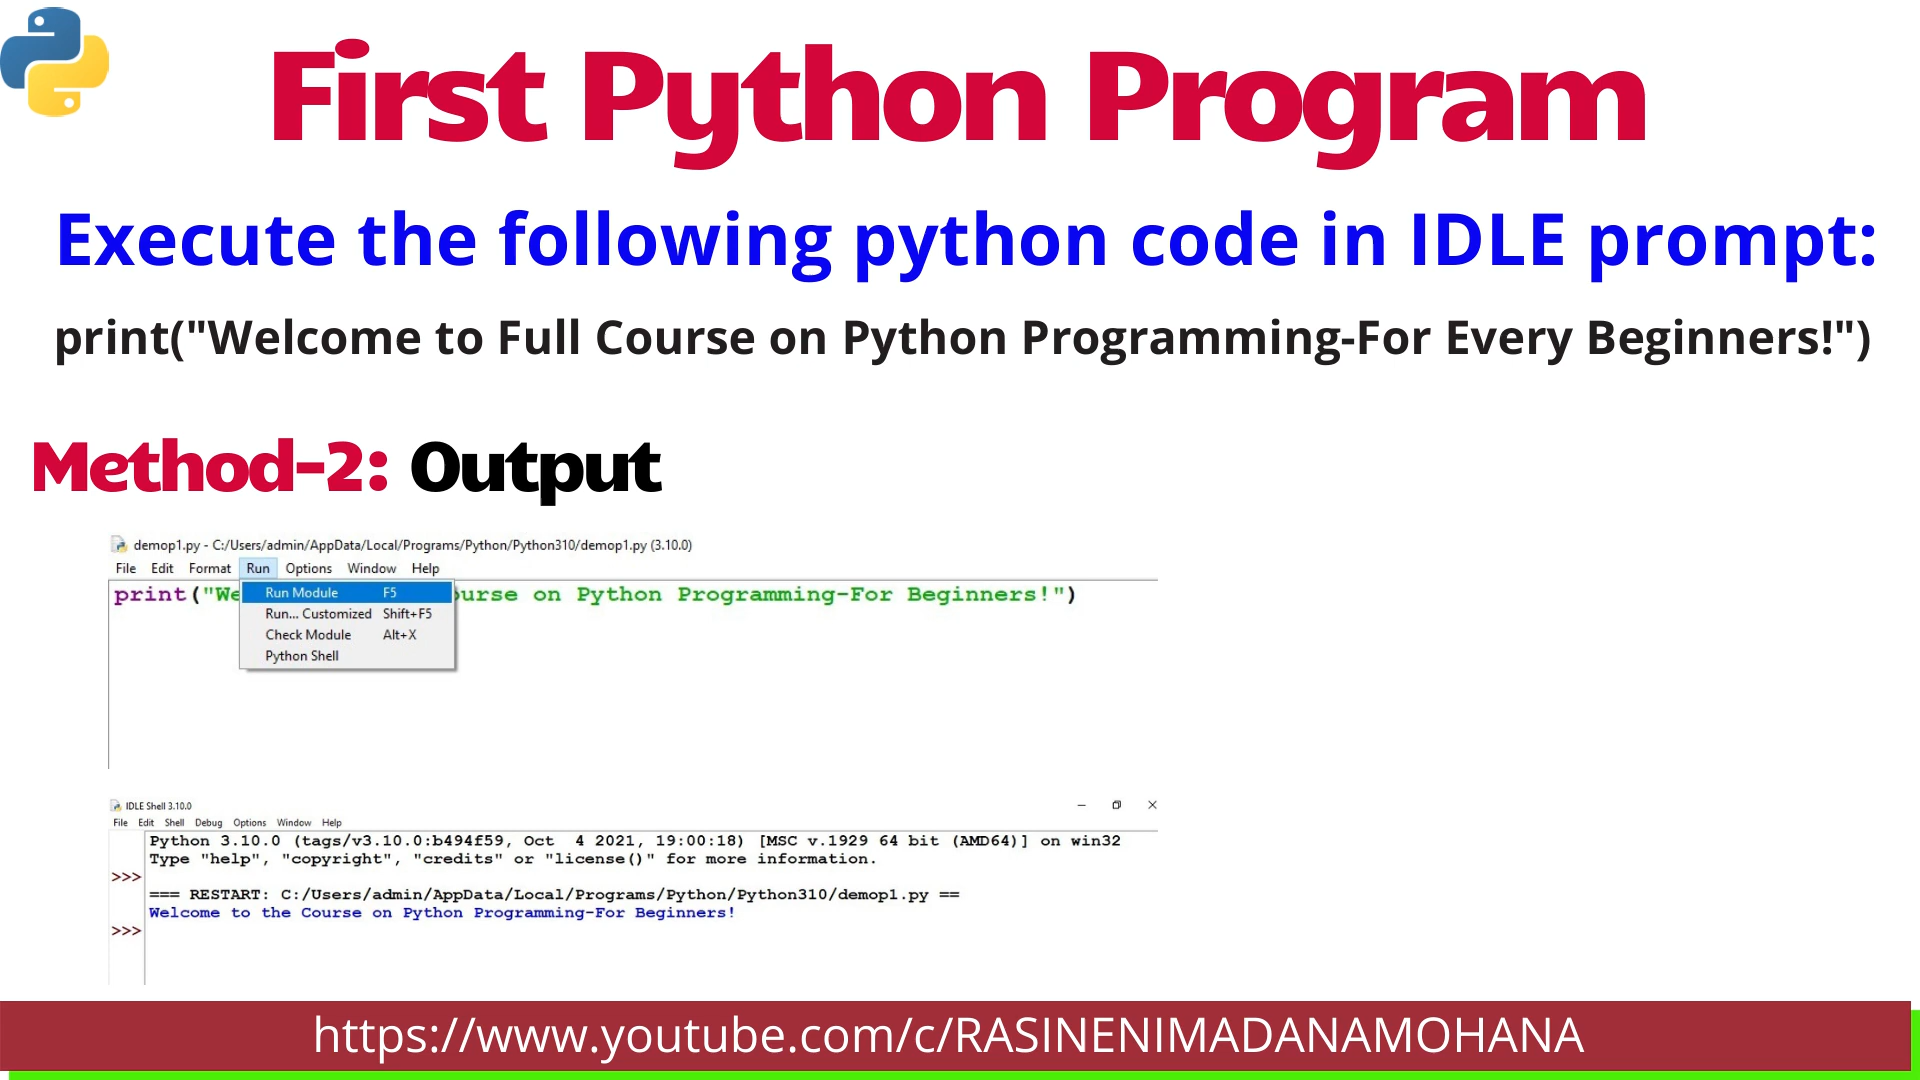 First Python Program
Execute the following python code in IDLE prompt:
print("Welcome to Full Course on Python Programming-For Every Beginners!")
Method-2: Output
demop1.py - C:/Users/admin/AppData/Local/Programs/Python/Python310/demop1.py (3.10.0)
File Edit Format Run Options Window Help
print("We ourse on Python Programming-For Beginners!")
Run Module F5
Run... Customized Shift+F5
Check Module Alt+X
Python Shell
IDLE Shell 3.10.0
File Edit Shell Debug Options Window Help
Python 3.10.0 (tags/v3.10.0:b494f59, Oct 4 2021, 19:00:18) [MSC v.1929 64 bit (AMD64)] on win32
Type "help", "copyright", "credits" or "license()" for more information.
>>>
=== RESTART: C:/Users/admin/AppData/Local/Programs/Python/Python310/demop1.py ==
Welcome to the Course on Python Programming-For Beginners!
>>>
https://www.youtube.com/c/RASINENIMADANAMOHANA